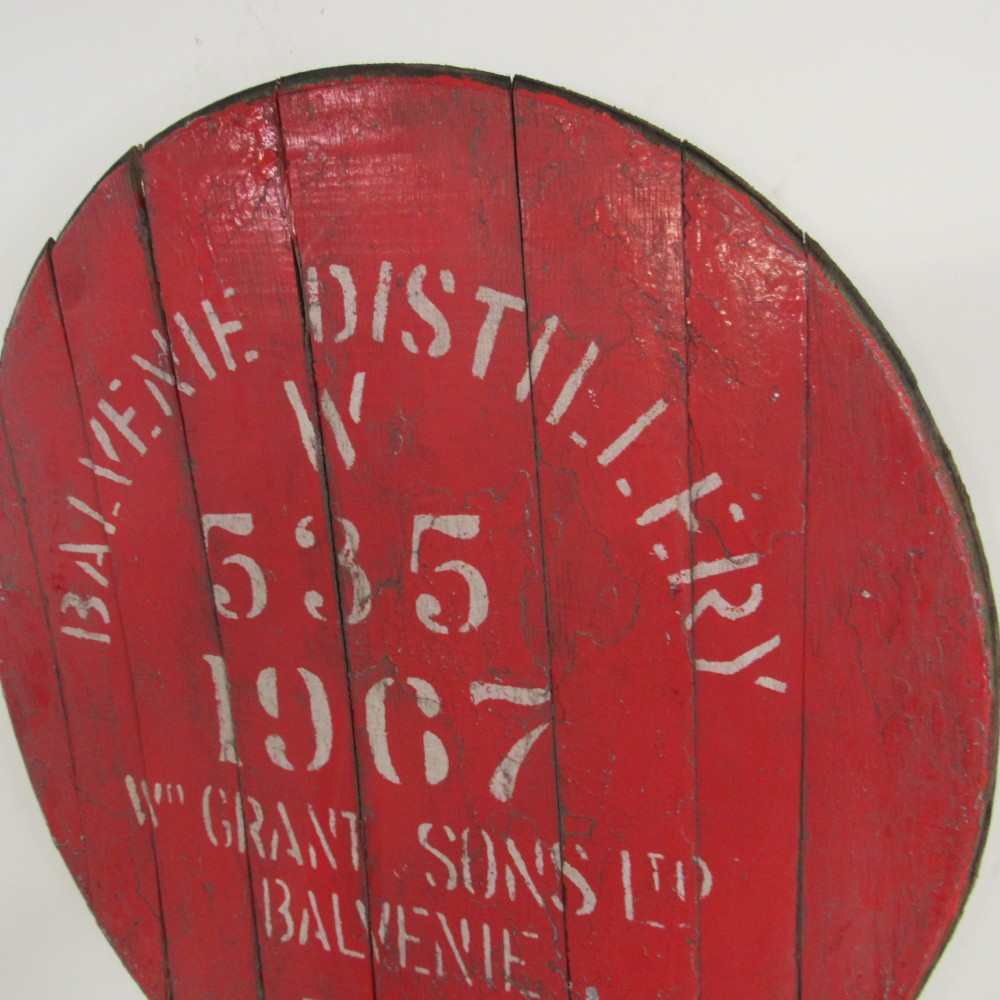 BALVENIE DISTILLERY
W
535
1967
Wm GRANT SONS LTD
BALVENIE